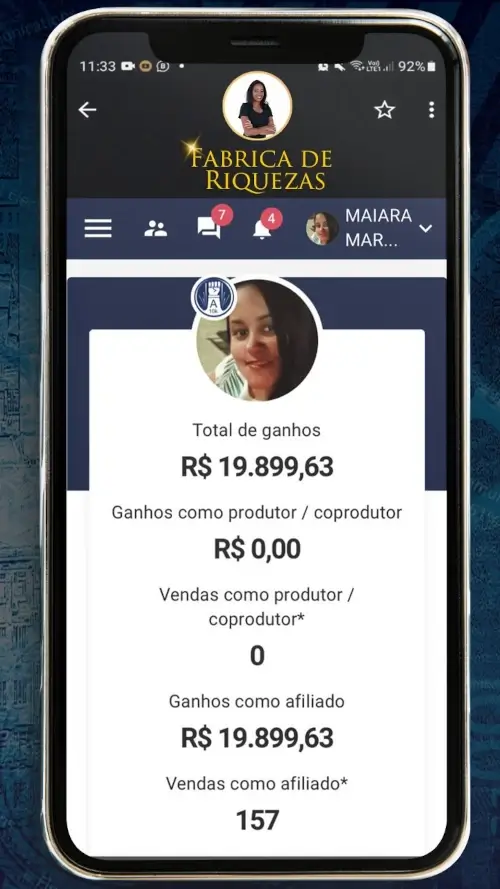 11:33
92%
FABRICA DE
RIQUEZAS
7
4
MAIARA
MAR...
A
10K
Total de ganhos
R$ 19.899,63
Ganhos como produtor / coprodutor
R$ 0,00
Vendas como produtor /
coprodutor*
0
Ganhos como afiliado
R$ 19.899,63
Vendas como afiliado*
157